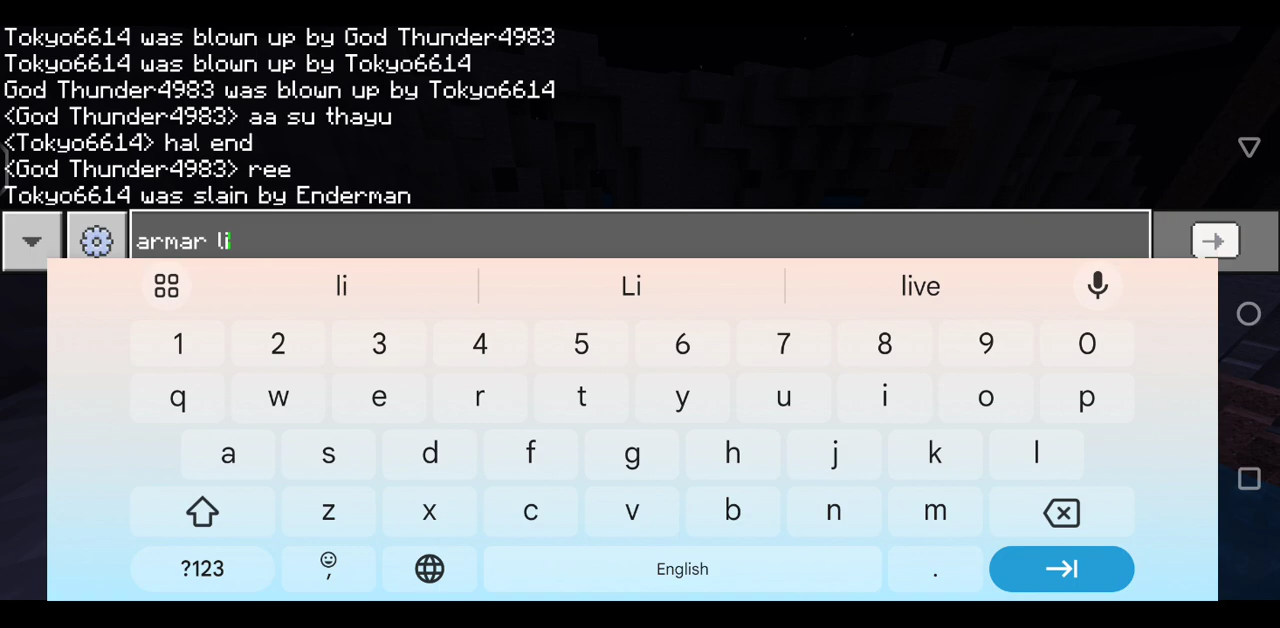 Tokyo6614 was blown up by God Thunder4983
Tokyo6614 was blown up by Tokyo6614
God Thunder4983 was blown up by Tokyo6614
<God Thunder4983> aa su thayu
<Tokyo6614> hal end
<God Thunder4983> ree
Tokyo6614 was slain by Enderman
armar li
li Li live
1 2 3 4 5 6 7 8 9 0
q w e r t y u i o p
a s d f g h j k l
z x c v b n m
?123 , English .